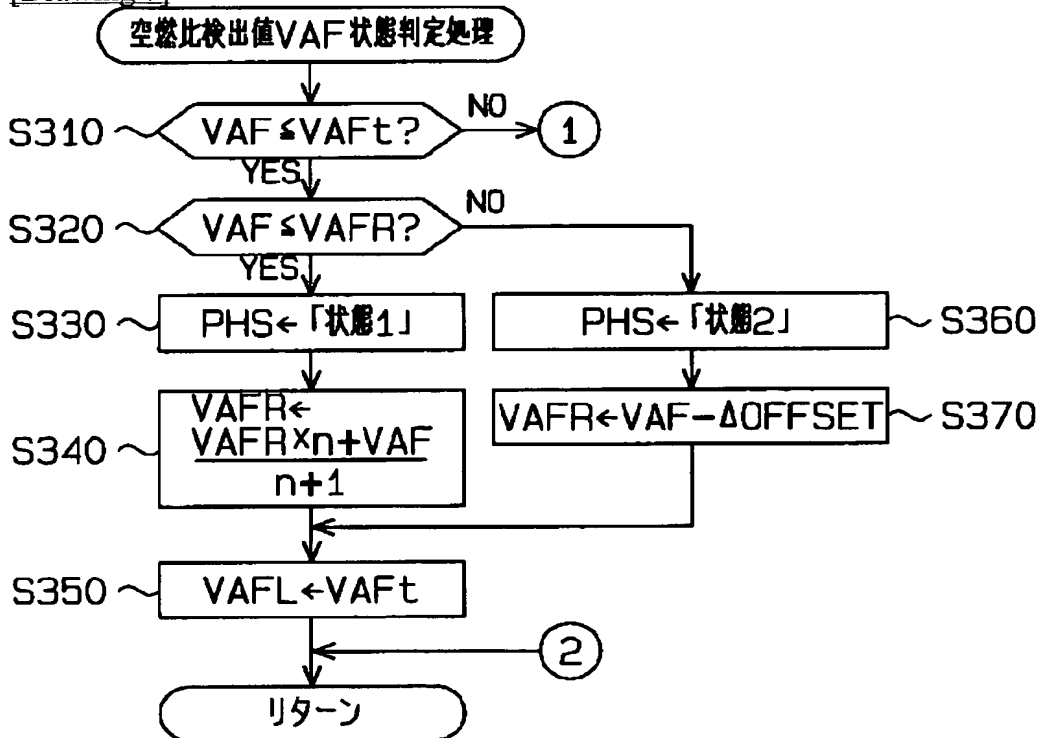 空燃比検出値VAF状態判定処理
S310
VAF≦VAFt?
NO
1
YES
S320
VAF≦VAFR?
NO
YES
S330
PHS←「状態1」
PHS←「状態2」
S360
S340
VAFR←
VAFR×n+VAF
n+1
VAFR←VAF-ΔOFFSET
S370
S350
VAFL←VAFt
2
リターン